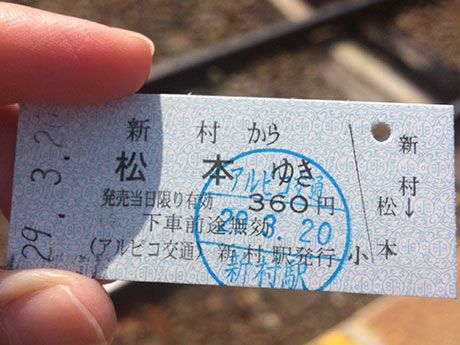 29. 3.20
新村から
松本ゆき
発売当日限り有効 360円
下車前途無効
(アルピコ交通) 新村駅発行 小
新村→松本
アルピコ交通
29.3.20
新村駅